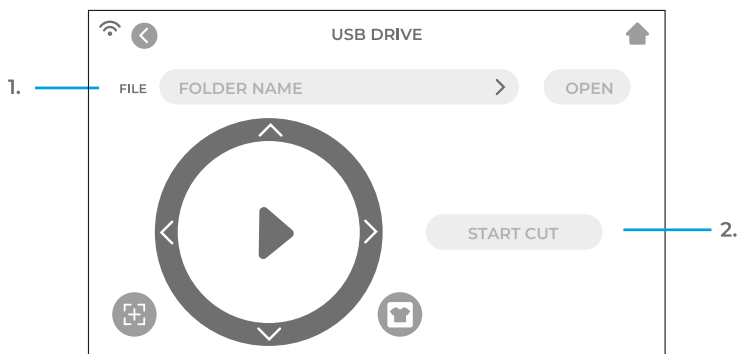 USB DRIVE
1.
FILE
FOLDER NAME
OPEN
START CUT
2.